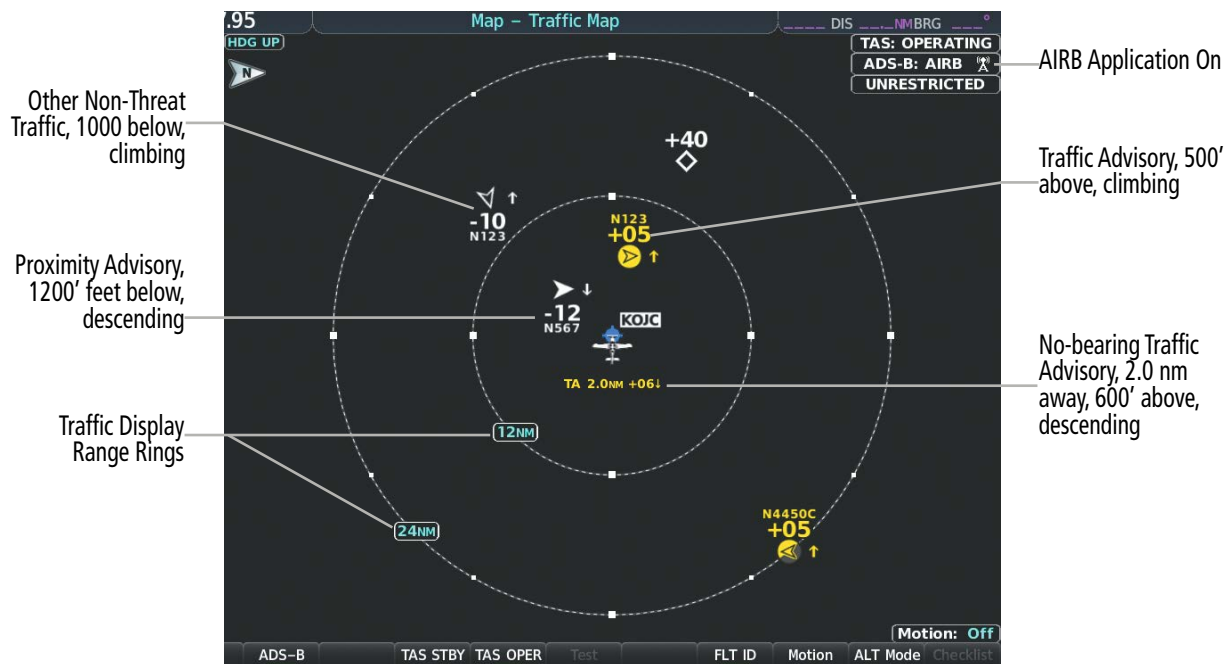 .95
Map – Traffic Map
____ DIS __._NM BRG ___°
HDG UP
N
TAS: OPERATING
ADS-B: AIRB
UNRESTRICTED
AIRB Application On
Other Non-Threat
Traffic, 1000 below,
climbing
+40
Traffic Advisory, 500’
above, climbing
-10
N123
N123
+05
↑
↑
Proximity Advisory,
1200’ feet below,
descending
↓
-12
N567
KOJC
No-bearing Traffic
Advisory, 2.0 nm
away, 600’ above,
descending
TA 2.0NM +06↓
Traffic Display
Range Rings
12NM
24NM
N4450C
+05
↑
Motion: Off
ADS–B TAS STBY TAS OPER Test FLT ID Motion ALT Mode Checklist